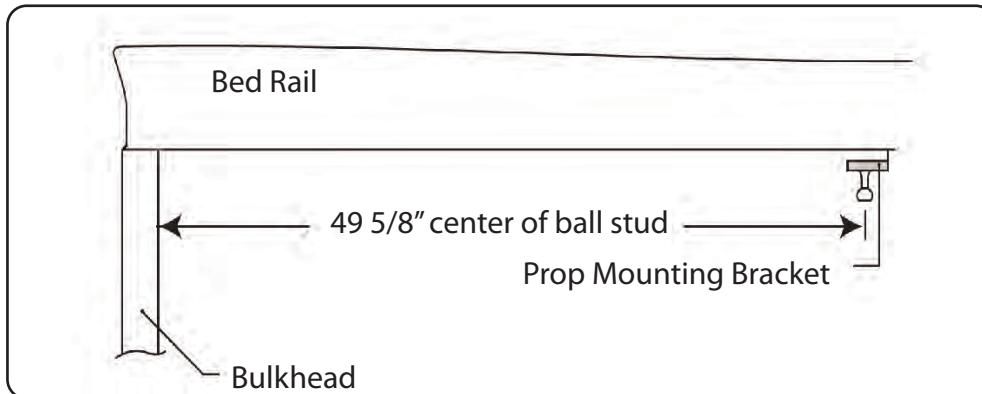 Bed Rail
49 5/8” center of ball stud
Prop Mounting Bracket
Bulkhead